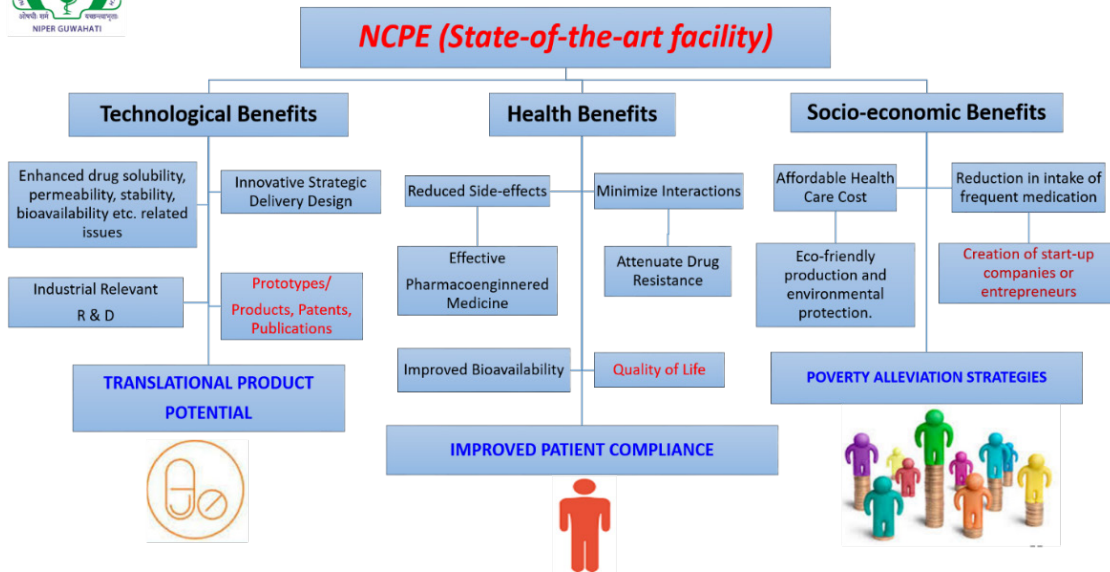 ओषधीः शमे
NIPER GUWAHATI
NCPE (State-of-the-art facility)
Technological Benefits
Enhanced drug solubility,
permeability, stability,
bioavailability etc. related
issues
Innovative Strategic
Delivery Design
Industrial Relevant
R & D
Prototypes/
Products, Patents,
Publications
TRANSLATIONAL PRODUCT
POTENTIAL
Health Benefits
Reduced Side-effects
Minimize Interactions
Effective
Pharmacoenginnered
Medicine
Attenuate Drug
Resistance
Improved Bioavailability
Quality of Life
IMPROVED PATIENT COMPLIANCE
Socio-economic Benefits
Affordable Health
Care Cost
Reduction in intake of
frequent medication
Eco-friendly
production and
environmental
protection.
Creation of start-up
companies or
entrepreneurs
POVERTY ALLEVIATION STRATEGIES